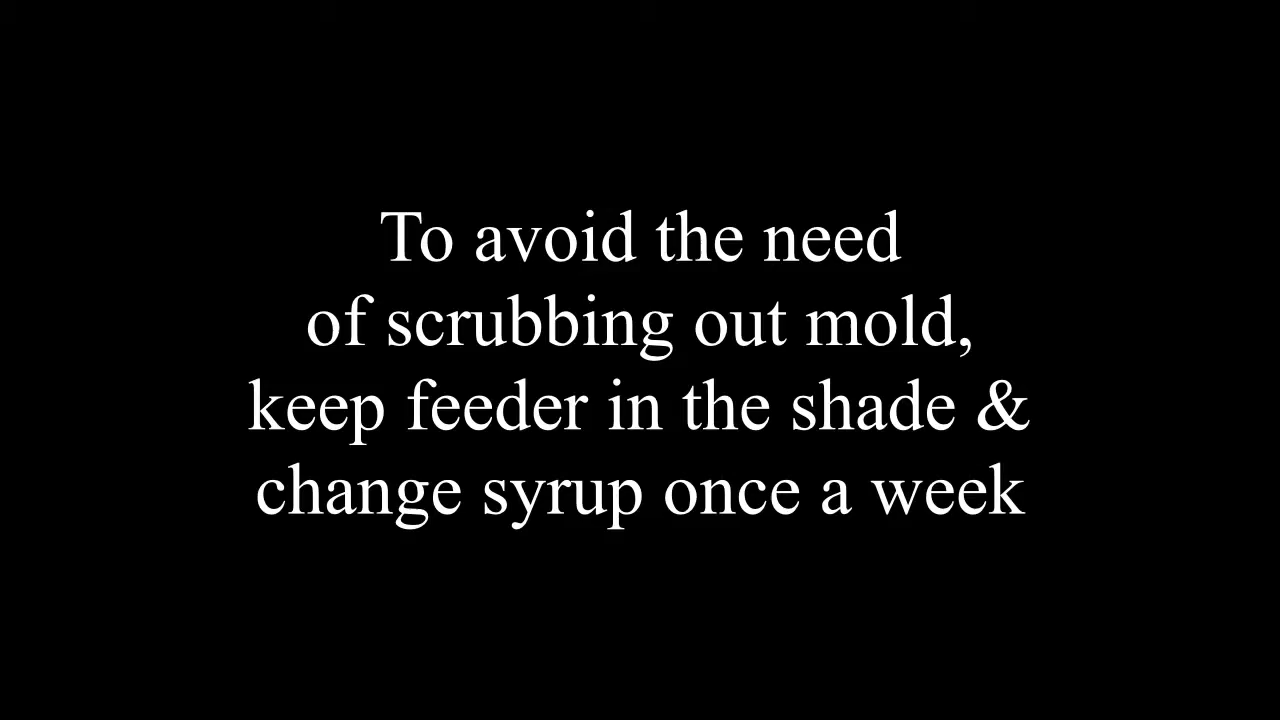 To avoid the need
of scrubbing out mold,
keep feeder in the shade &
change syrup once a week